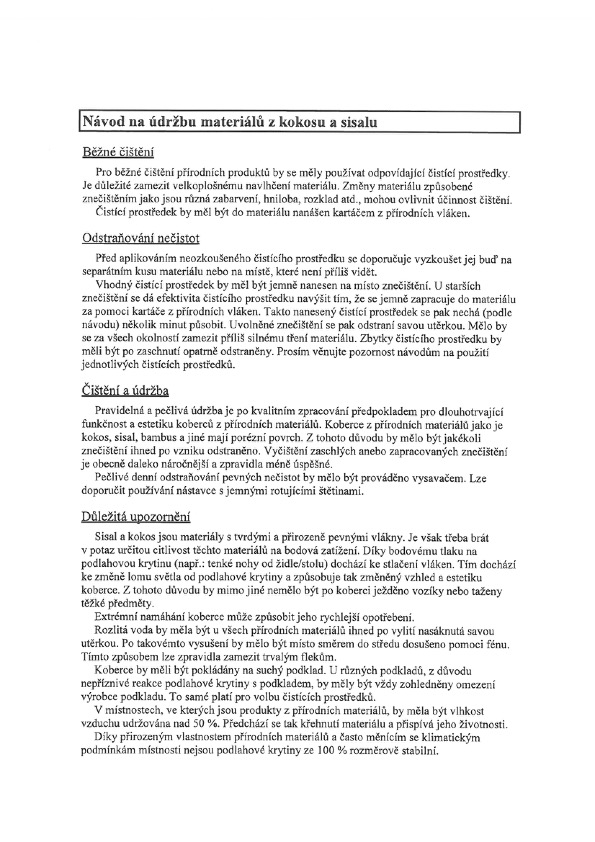 Návod na údržbu materiálů z kokosu a sisalu
Běžné čištění
Pro běžné čištění přírodních produktů by se měly používat odpovídající čistící prostředky.
Je důležité zamezit velkoplošnému navlhčení materiálu. Změny materiálu způsobené
znečištěním jako jsou různá zabarvení, hniloba, rozklad atd., mohou ovlivnit účinnost čištění.
Čistící prostředek by měl být do materiálu nanášen kartáčem z přírodních vláken.
Odstraňování nečistot
Před aplikováním neozkoušeného čistícího prostředku se doporučuje vyzkoušet jej buď na
separátním kusu materiálu nebo na místě, které není příliš vidět.
Vhodný čistící prostředek by měl být jemně nanesen na místo znečištění. U starších
znečištění se dá efektivita čistícího prostředku navýšit tím, že se jemně zapracuje do materiálu
za pomoci kartáče z přírodních vláken. Takto nanesený čistící prostředek se pak nechá (podle
návodu) několik minut působit. Uvolněné znečištění se pak odstraní savou utěrkou. Mělo by
se za všech okolností zamezit příliš silnému tření materiálu. Zbytky čistícího prostředku by
měli být po zaschnutí opatrně odstraněny. Prosím věnujte pozornost návodům na použití
jednotlivých čistících prostředků.
Čištění a údržba
Pravidelná a pečlivá údržba je po kvalitním zpracování předpokladem pro dlouhotrvající
funkčnost a estetiku koberců z přírodních materiálů. Koberce z přírodních materiálů jako je
kokos, sisal, bambus a jiné mají porézní povrch. Z tohoto důvodu by mělo být jakékoli
znečištění ihned po vzniku odstraněno. Vyčištění zaschlých anebo zapracovaných znečištění
je obecně daleko náročnější a zpravidla méně úspěšné.
Pečlivé denní odstraňování pevných nečistot by mělo být prováděno vysavačem. Lze
doporučit používání nástavce s jemnými rotujícími štětinami.
Důležitá upozornění
Sisal a kokos jsou materiály s tvrdými a přirozeně pevnými vlákny. Je však třeba brát
v potaz určitou citlivost těchto materiálů na bodová zatížení. Díky bodovému tlaku na
podlahovou krytinu (např.: tenké nohy od židle/stolu) dochází ke stlačení vláken. Tím dochází
ke změně lomu světla od podlahové krytiny a způsobuje tak změněný vzhled a estetiku
koberce. Z tohoto důvodu by mimo jiné nemělo být po koberci ježděno vozíky nebo taženy
těžké předměty.
Extrémní namáhání koberce může způsobit jeho rychlejší opotřebení.
Rozlitá voda by měla být u všech přírodních materiálů ihned po vylití nasáknutá savou
utěrkou. Po takovémto vysušení by mělo být místo směrem do středu dosušeno pomoci fénu.
Tímto způsobem lze zpravidla zamezit trvalým flekům.
Koberce by měli být pokládány na suchý podklad. U různých podkladů, z důvodu
nepříznivé reakce podlahové krytiny s podkladem, by měly být vždy zohledněny omezení
výrobce podkladu. To samé platí pro volbu čistících prostředků.
V místnostech, ve kterých jsou produkty z přírodních materiálů, by měla být vlhkost
vzduchu udržována nad 50 %. Předchází se tak křehnutí materiálu a přispívá jeho životnosti.
Díky přirozeným vlastnostem přírodních materiálů a často měnícím se klimatickým
podmínkám místnosti nejsou podlahové krytiny ze 100 % rozměrově stabilní.